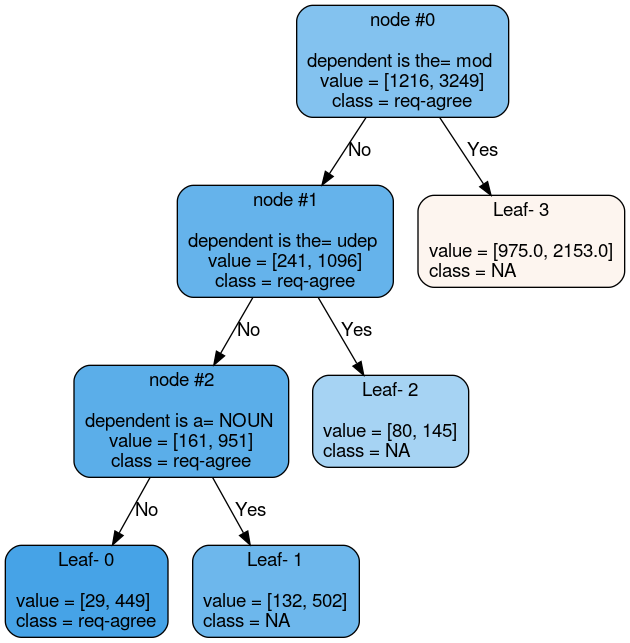 node #0
dependent is the= mod
value = [1216, 3249]
class = req-agree
No
Yes
node #1
dependent is the= udep
value = [241, 1096]
class = req-agree
Leaf- 3
value = [975.0, 2153.0]
class = NA
No
Yes
node #2
dependent is a= NOUN
value = [161, 951]
class = req-agree
Leaf- 2
value = [80, 145]
class = NA
No
Yes
Leaf- 0
value = [29, 449]
class = req-agree
Leaf- 1
value = [132, 502]
class = NA